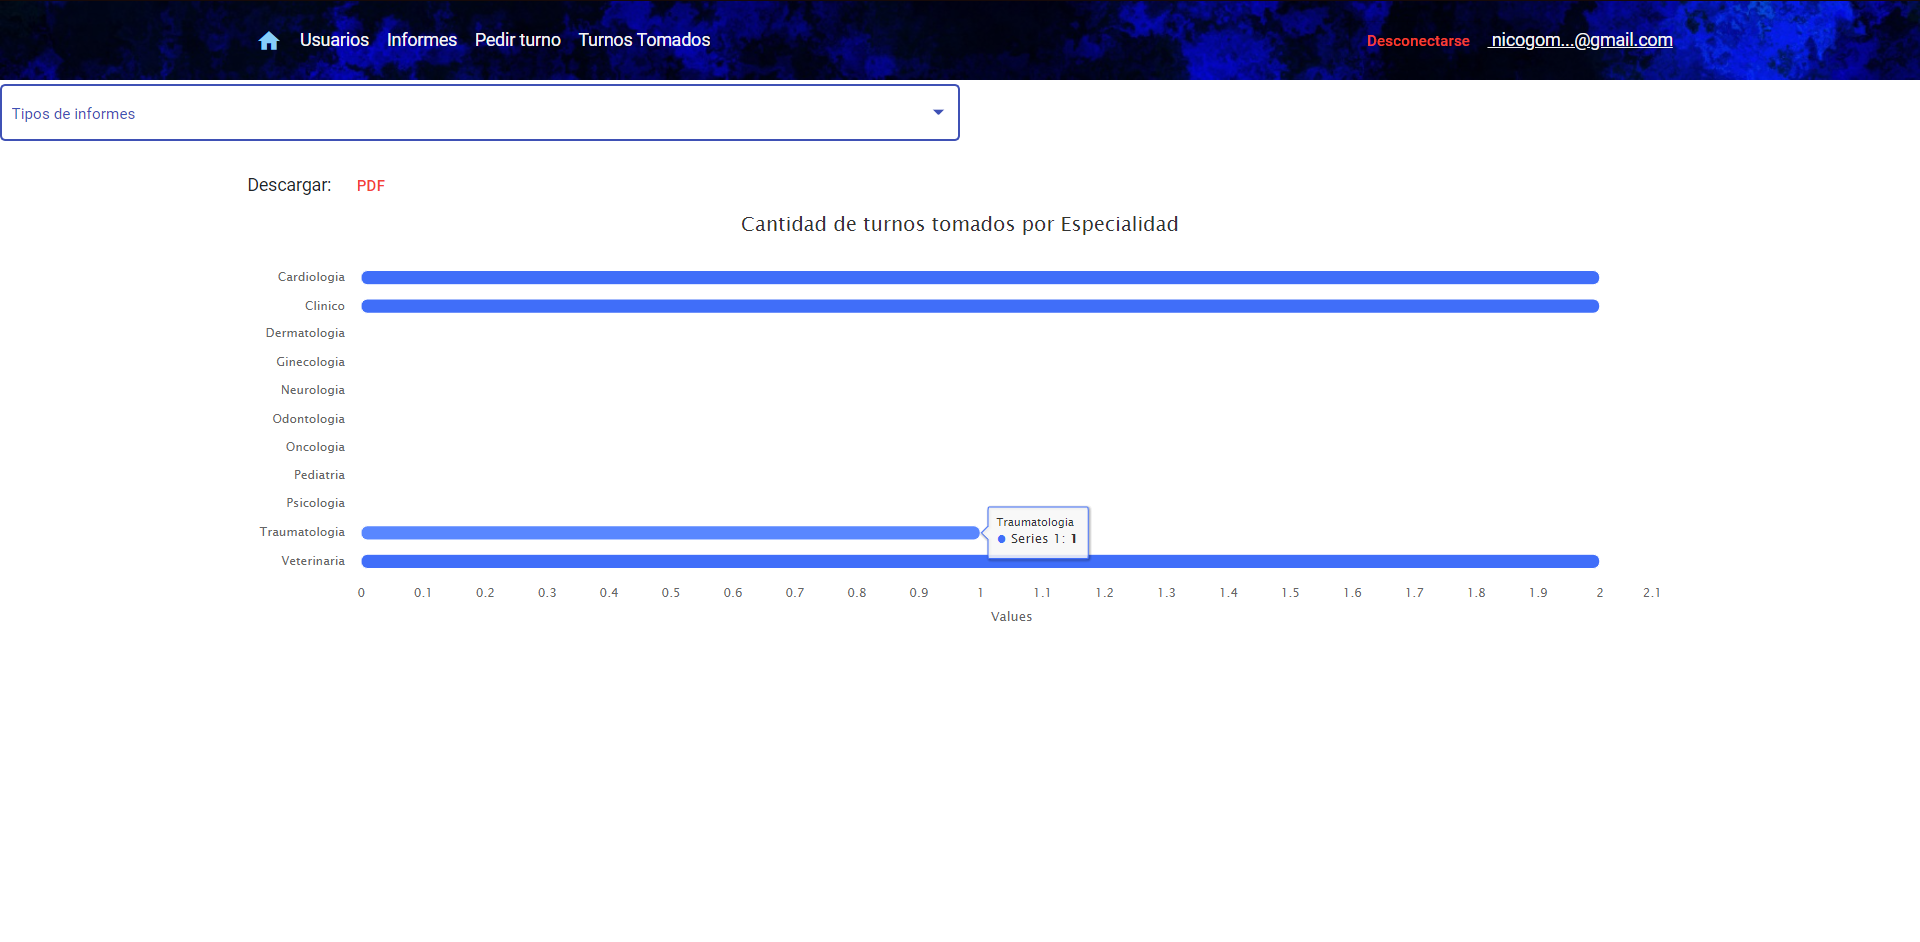 Usuarios Informes Pedir turno Turnos Tomados Desconectarse nicogom...@gmail.com
Tipos de informes
Descargar: PDF
Cantidad de turnos tomados por Especialidad
Cardiologia
Clinico
Dermatologia
Ginecologia
Neurologia
Odontologia
Oncologia
Pediatria
Psicologia
Traumatologia
Traumatologia
Series 1: 1
Veterinaria
0 0.1 0.2 0.3 0.4 0.5 0.6 0.7 0.8 0.9 1 1.1 1.2 1.3 1.4 1.5 1.6 1.7 1.8 1.9 2 2.1
Values